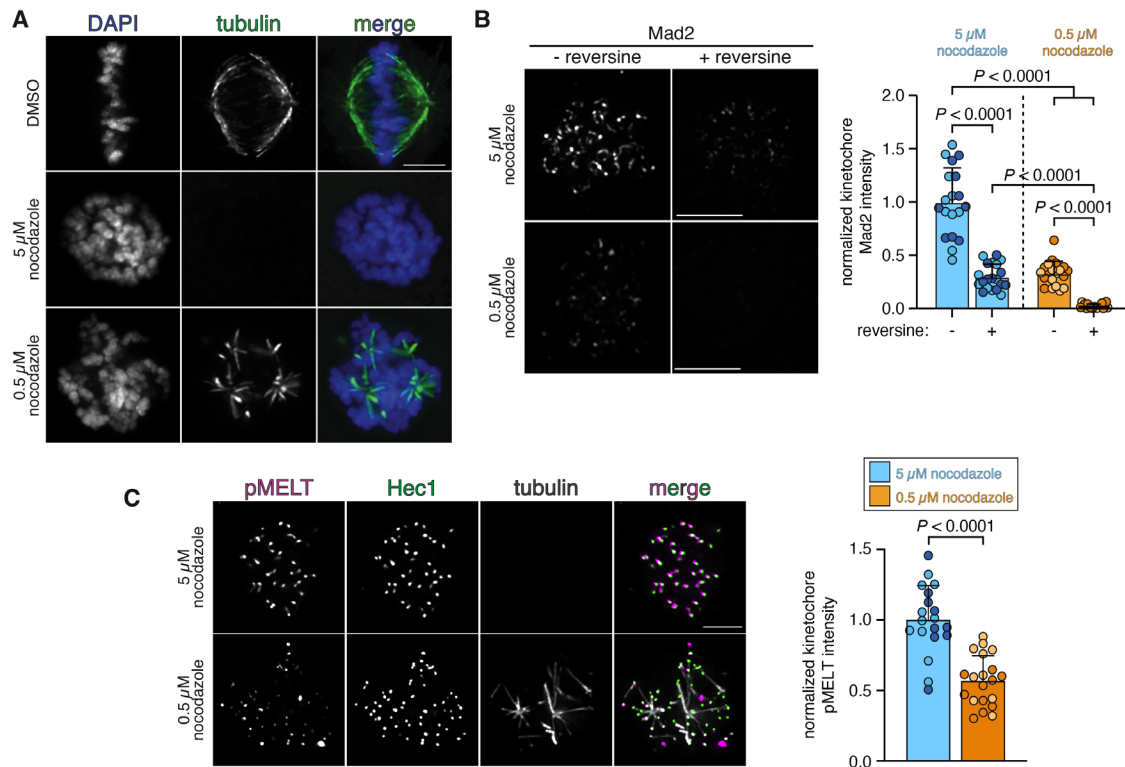 A
DAPI tubulin merge
DMSO
5 µM
nocodazole
0.5 µM
nocodazole
B
Mad2
- reversine + reversine
5 µM
nocodazole
0.5 µM
nocodazole
5 µM
nocodazole
0.5 µM
nocodazole
P < 0.0001
P < 0.0001
P < 0.0001
P < 0.0001
normalized kinetochore
Mad2 intensity
2.0
1.5
1.0
0.5
0.0
reversine: - + - +
C
pMELT Hec1 tubulin merge
5 µM
nocodazole
0.5 µM
nocodazole
5 µM nocodazole
0.5 µM nocodazole
P < 0.0001
normalized kinetochore
pMELT intensity
1.5
1.0
0.5
0.0